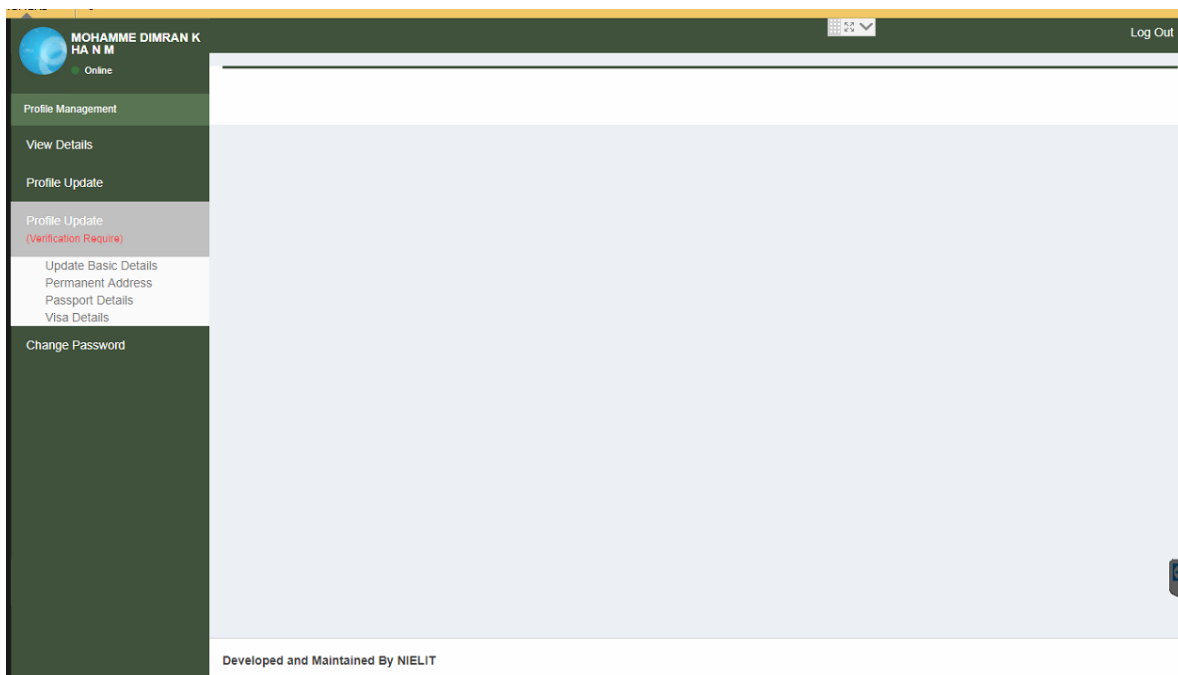 MOHAMME DIMRAN K
HA N M
Online
Log Out
Profile Management
View Details
Profile Update
Profile Update
(Verification Require)
Update Basic Details
Permanent Address
Passport Details
Visa Details
Change Password
Developed and Maintained By NIELIT